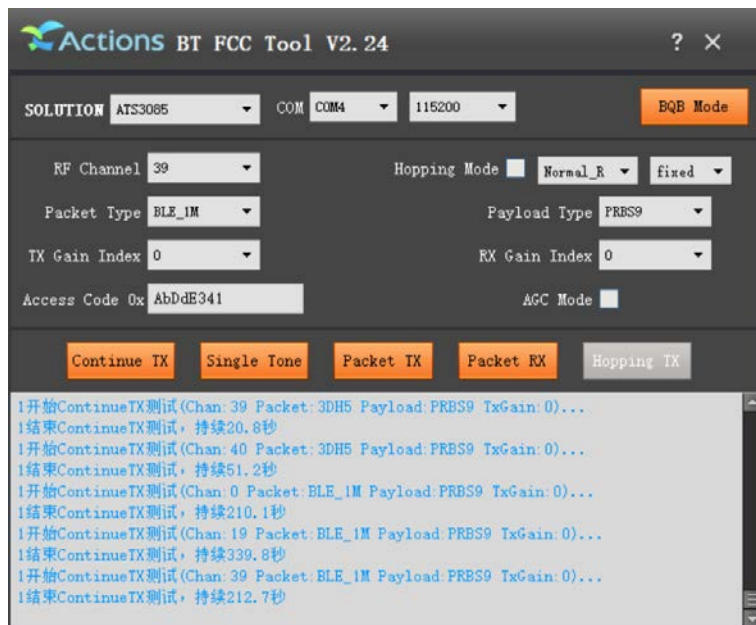 Actions BT FCC Tool V2.24 ? ×
SOLUTION ATS3085 COM COM4 115200 BQB Mode
RF Channel 39 Hopping Mode Normal_R fixed
Packet Type BLE_1M Payload Type PRBS9
TX Gain Index 0 RX Gain Index 0
Access Code 0x AbDdE341 AGC Mode
Continue TX Single Tone Packet TX Packet RX Hopping TX
1开始ContinueTX测试(Chan:39 Packet:3DH5 Payload:PRBS9 TxGain:0)...
1结束ContinueTX测试，持续20.8秒
1开始ContinueTX测试(Chan:40 Packet:3DH5 Payload:PRBS9 TxGain:0)...
1结束ContinueTX测试，持续51.2秒
1开始ContinueTX测试(Chan:0 Packet:BLE_1M Payload:PRBS9 TxGain:0)...
1结束ContinueTX测试，持续210.1秒
1开始ContinueTX测试(Chan:19 Packet:BLE_1M Payload:PRBS9 TxGain:0)...
1结束ContinueTX测试，持续339.8秒
1开始ContinueTX测试(Chan:39 Packet:BLE_1M Payload:PRBS9 TxGain:0)...
1结束ContinueTX测试，持续212.7秒